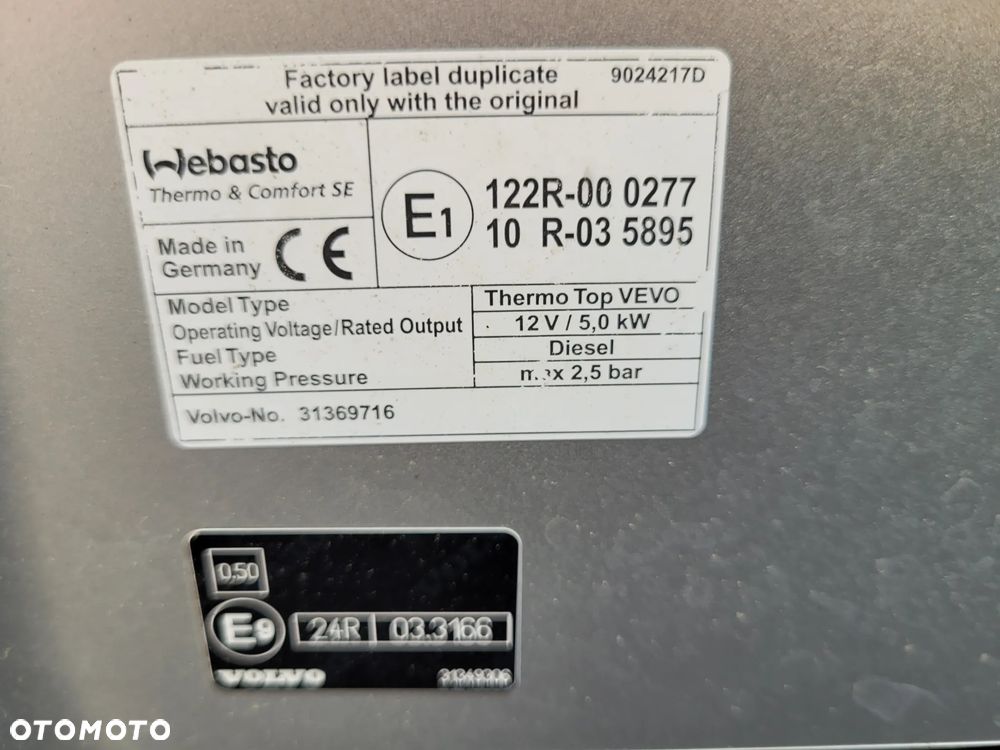 Factory label duplicate 9024217D
valid only with the original
Webasto
Thermo & Comfort SE
Made in
Germany
CE
E1
122R-00 0277
10 R-03 5895
Model Type Thermo Top VEVO
Operating Voltage/Rated Output 12 V / 5,0 kW
Fuel Type Diesel
Working Pressure max 2,5 bar
Volvo-No. 31369716
0,50
E9 24R 03.3166
VOLVO 31349306
OTOMOTO